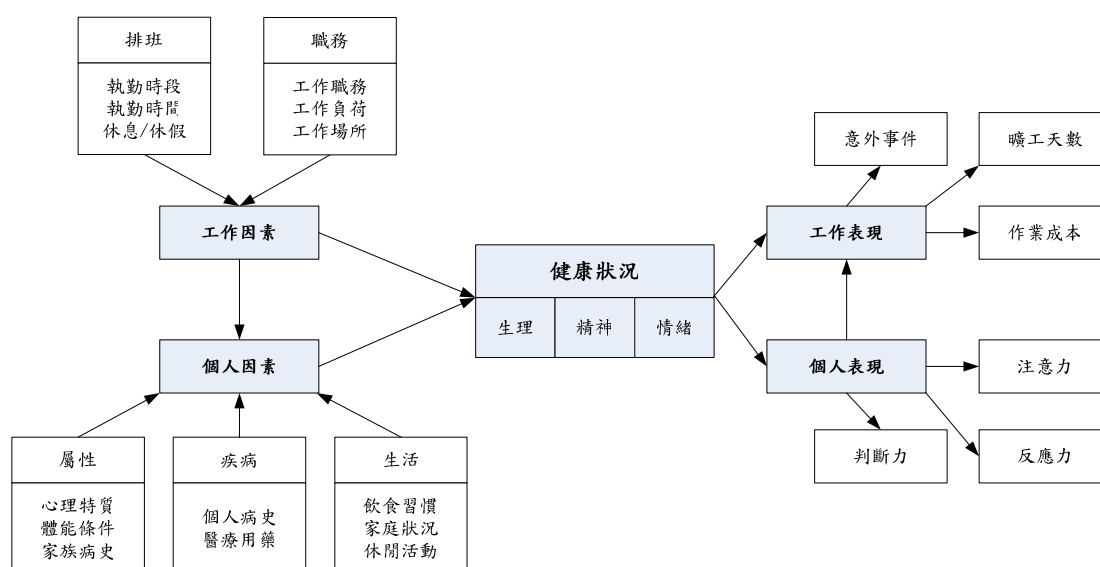 排班
執勤時段
執勤時間
休息/休假
職務
工作職務
工作負荷
工作場所
工作因素
個人因素
屬性
心理特質
體能條件
家族病史
疾病
個人病史
醫療用藥
生活
飲食習慣
家庭狀況
休閒活動
健康狀況
生理
精神
情緒
意外事件
曠工天數
工作表現
作業成本
個人表現
注意力
判斷力
反應力